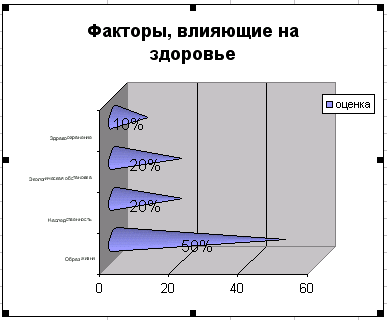 Факторы, влияющие на
здоровье
оценка
10%
Здравоохранение
20%
Экологическая обстановка
20%
Наследственность
50%
Образ жизни
0 20 40 60